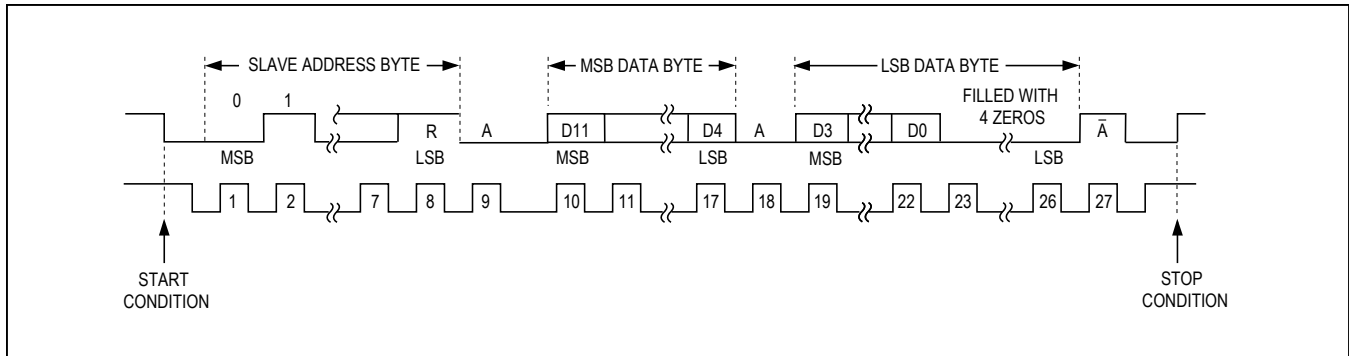 SLAVE ADDRESS BYTE MSB DATA BYTE LSB DATA BYTE
0 1 FILLED WITH
4 ZEROS
R A D11 D4 A D3 D0 Ā
MSB LSB MSB LSB MSB LSB
1 2 7 8 9 10 11 17 18 19 22 23 26 27
START
CONDITION
STOP
CONDITION